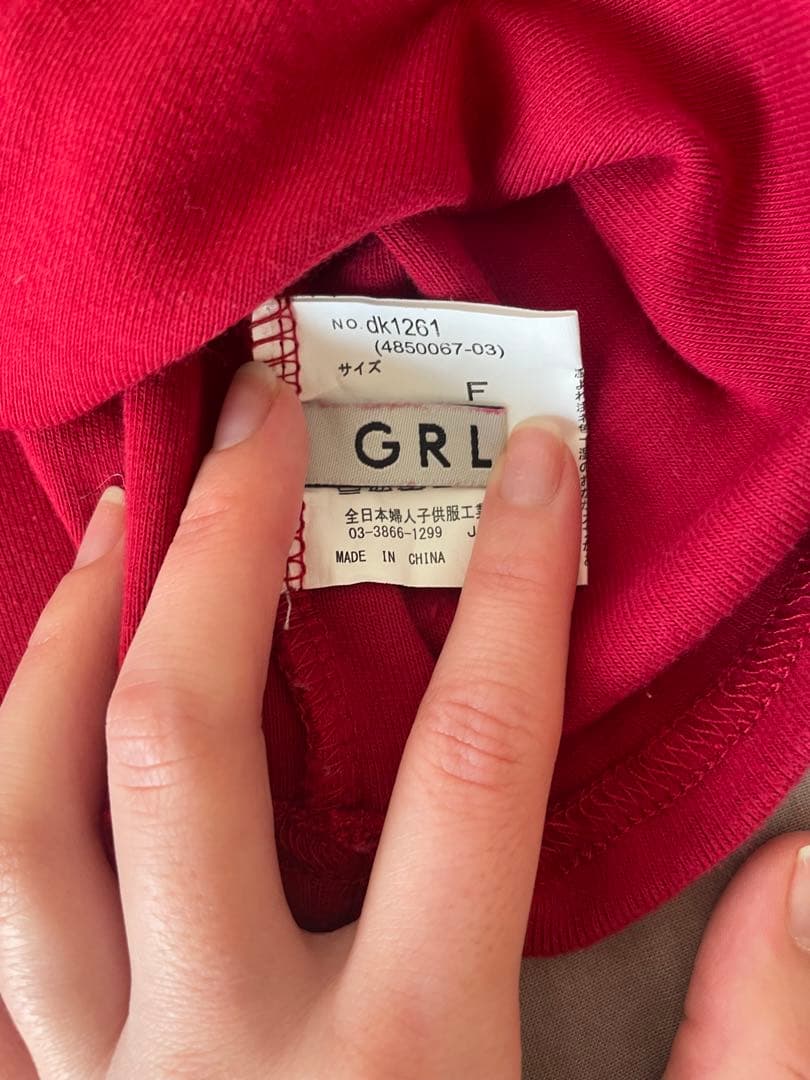 NO. dk1261
(4850067-03)
サイズ
F
GRL
全日本婦人子供服工
03-3866-1299 J
MADE IN CHINA